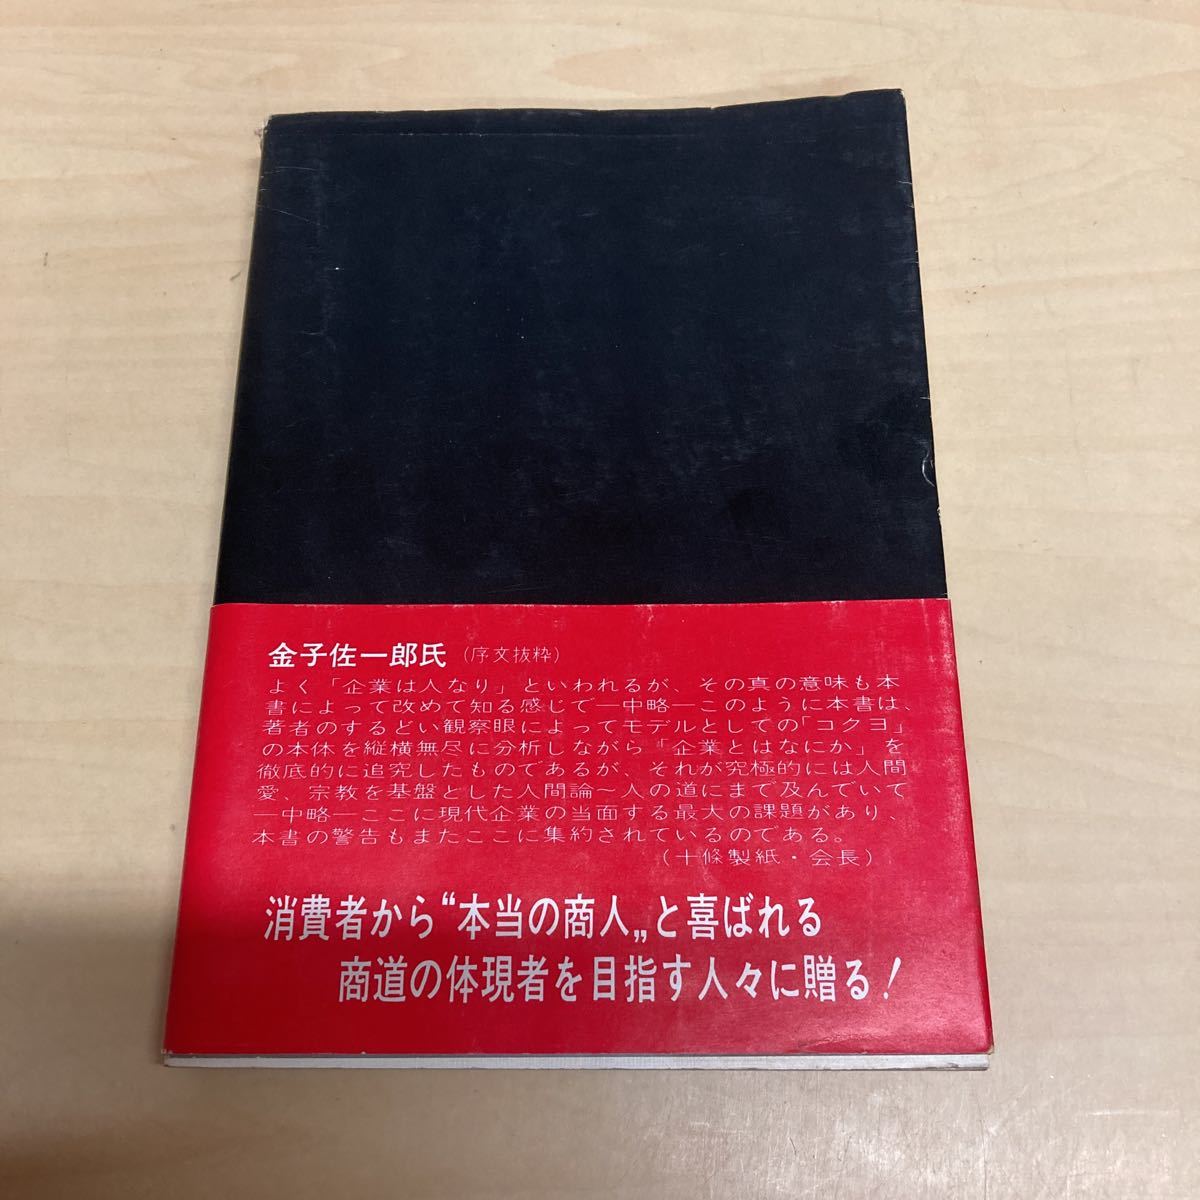 金子佐一郎氏（序文抜粋）
よく「企業は人なり」といわれるが、その真の意味も本
書によって改めて知る感じで―中略―このように本書は、
著者のするどい観察眼によってモデルとしての「コクヨ」
の本体を縦横無尽に分析しながら「企業とはなにか」を
徹底的に追究したものであるが、それが究極的には人間
愛、宗教を基盤とした人間論〜人の道にまで及んでいて
―中略―ここに現代企業の当面する最大の課題があり、
本書の警告もまたここに集約されているのである。
（十條製紙・会長）
消費者から“本当の商人„と喜ばれる
商道の体現者を目指す人々に贈る！